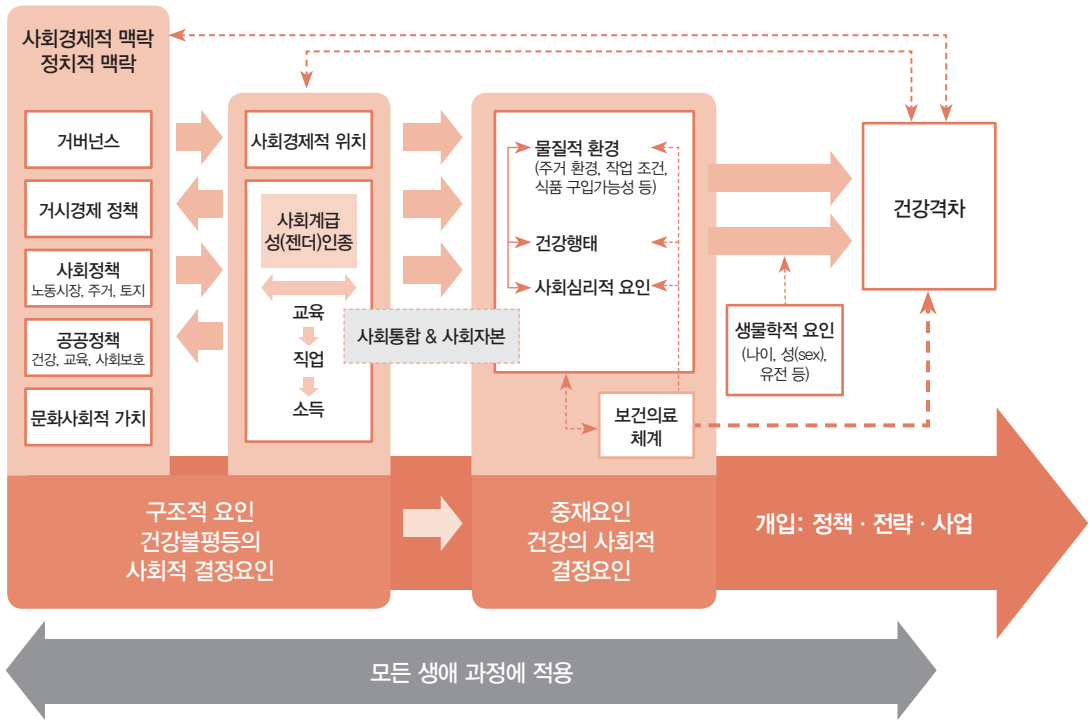 사회경제적 맥락
정치적 맥락
거버넌스
거시경제 정책
사회정책
노동시장, 주거, 토지
공공정책
건강, 교육, 사회보호
문화사회적 가치
사회경제적 위치
사회계급
성(젠더)인종
교육
직업
소득
사회통합 & 사회자본
물질적 환경
(주거 환경, 작업 조건,
식품 구입가능성 등)
건강행태
사회심리적 요인
보건의료
체계
생물학적 요인
(나이, 성(sex),
유전 등)
건강격차
구조적 요인
건강불평등의
사회적 결정요인
중재요인
건강의 사회적
결정요인
개입: 정책 · 전략 · 사업
모든 생애 과정에 적용